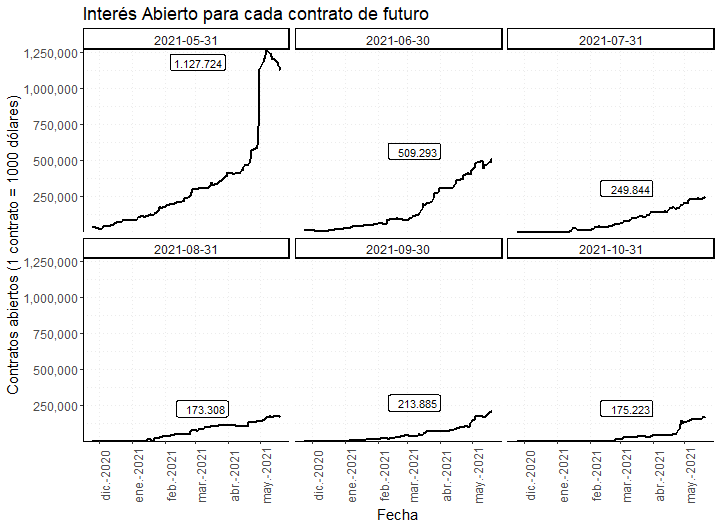 Interés Abierto para cada contrato de futuro
Contratos abiertos (1 contrato = 1000 dólares)
2021-05-31
2021-06-30
2021-07-31
1,250,000
1,000,000
750,000
500,000
250,000
1.127.724
509.293
249.844
2021-08-31
2021-09-30
2021-10-31
1,250,000
1,000,000
750,000
500,000
250,000
173.308
213.885
175.223
dic.-2020
ene.-2021
feb.-2021
mar.-2021
abr.-2021
may.-2021
dic.-2020
ene.-2021
feb.-2021
mar.-2021
abr.-2021
may.-2021
dic.-2020
ene.-2021
feb.-2021
mar.-2021
abr.-2021
may.-2021
Fecha